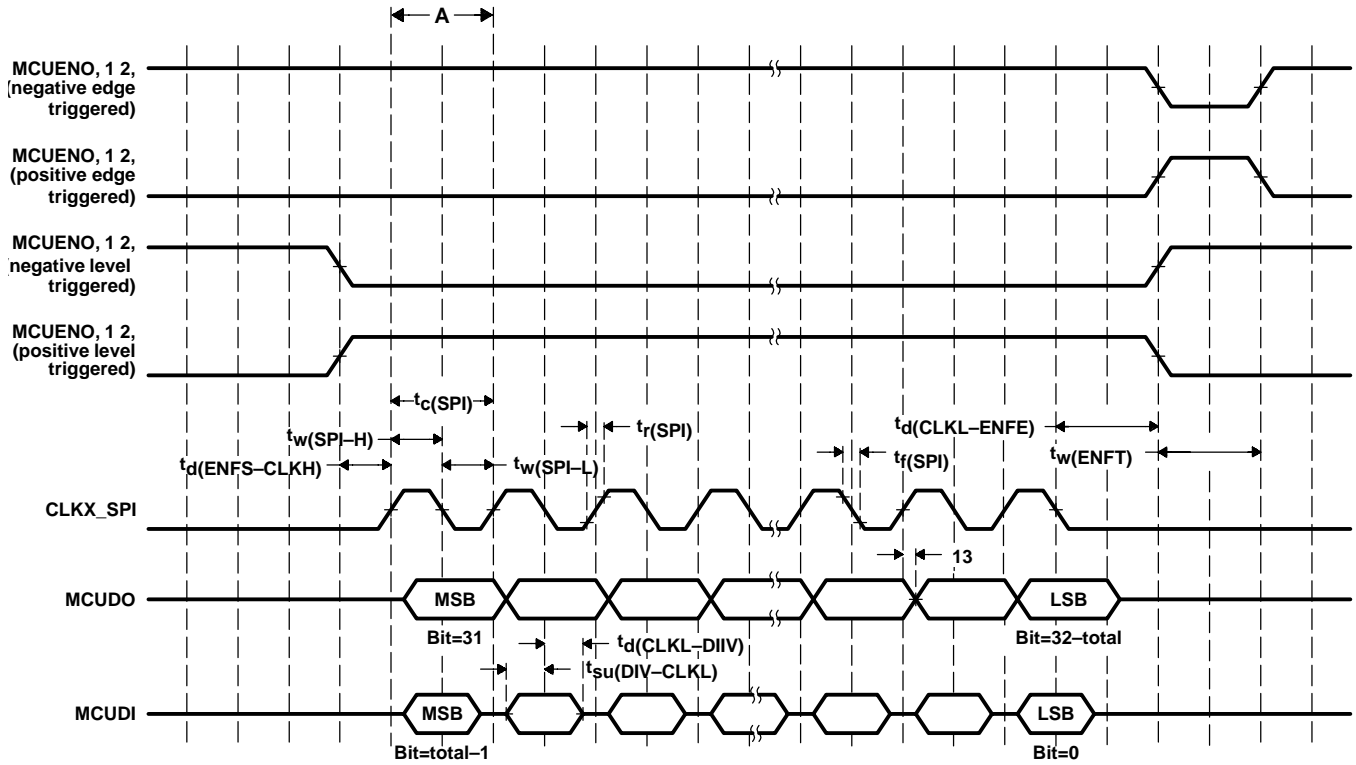 A
MCUENO, 1 2,
(negative edge
triggered)
MCUENO, 1 2,
(positive edge
triggered)
MCUENO, 1 2,
(negative level
triggered)
MCUENO, 1 2,
(positive level
triggered)
tc(SPI)
tw(SPI–H)
tr(SPI)
td(CLKL–ENFE)
td(ENFS–CLKH)
tw(SPI–L)
tf(SPI)
tw(ENFT)
CLKX_SPI
13
MCUDO
MSB
LSB
Bit=31
Bit=32–total
td(CLKL–DIIV)
tsu(DIV–CLKL)
MCUDI
MSB
LSB
Bit=total–1
Bit=0